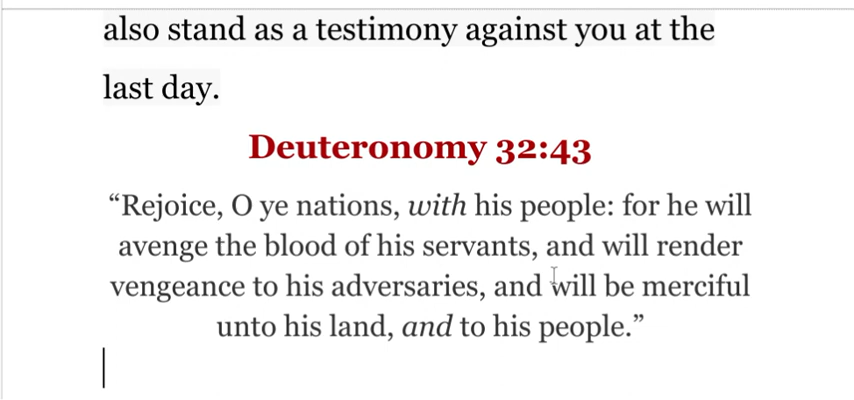 also stand as a testimony against you at the
last day.
Deuteronomy 32:43
“Rejoice, O ye nations, with his people: for he will
avenge the blood of his servants, and will render
vengeance to his adversaries, and will be merciful
unto his land, and to his people.”